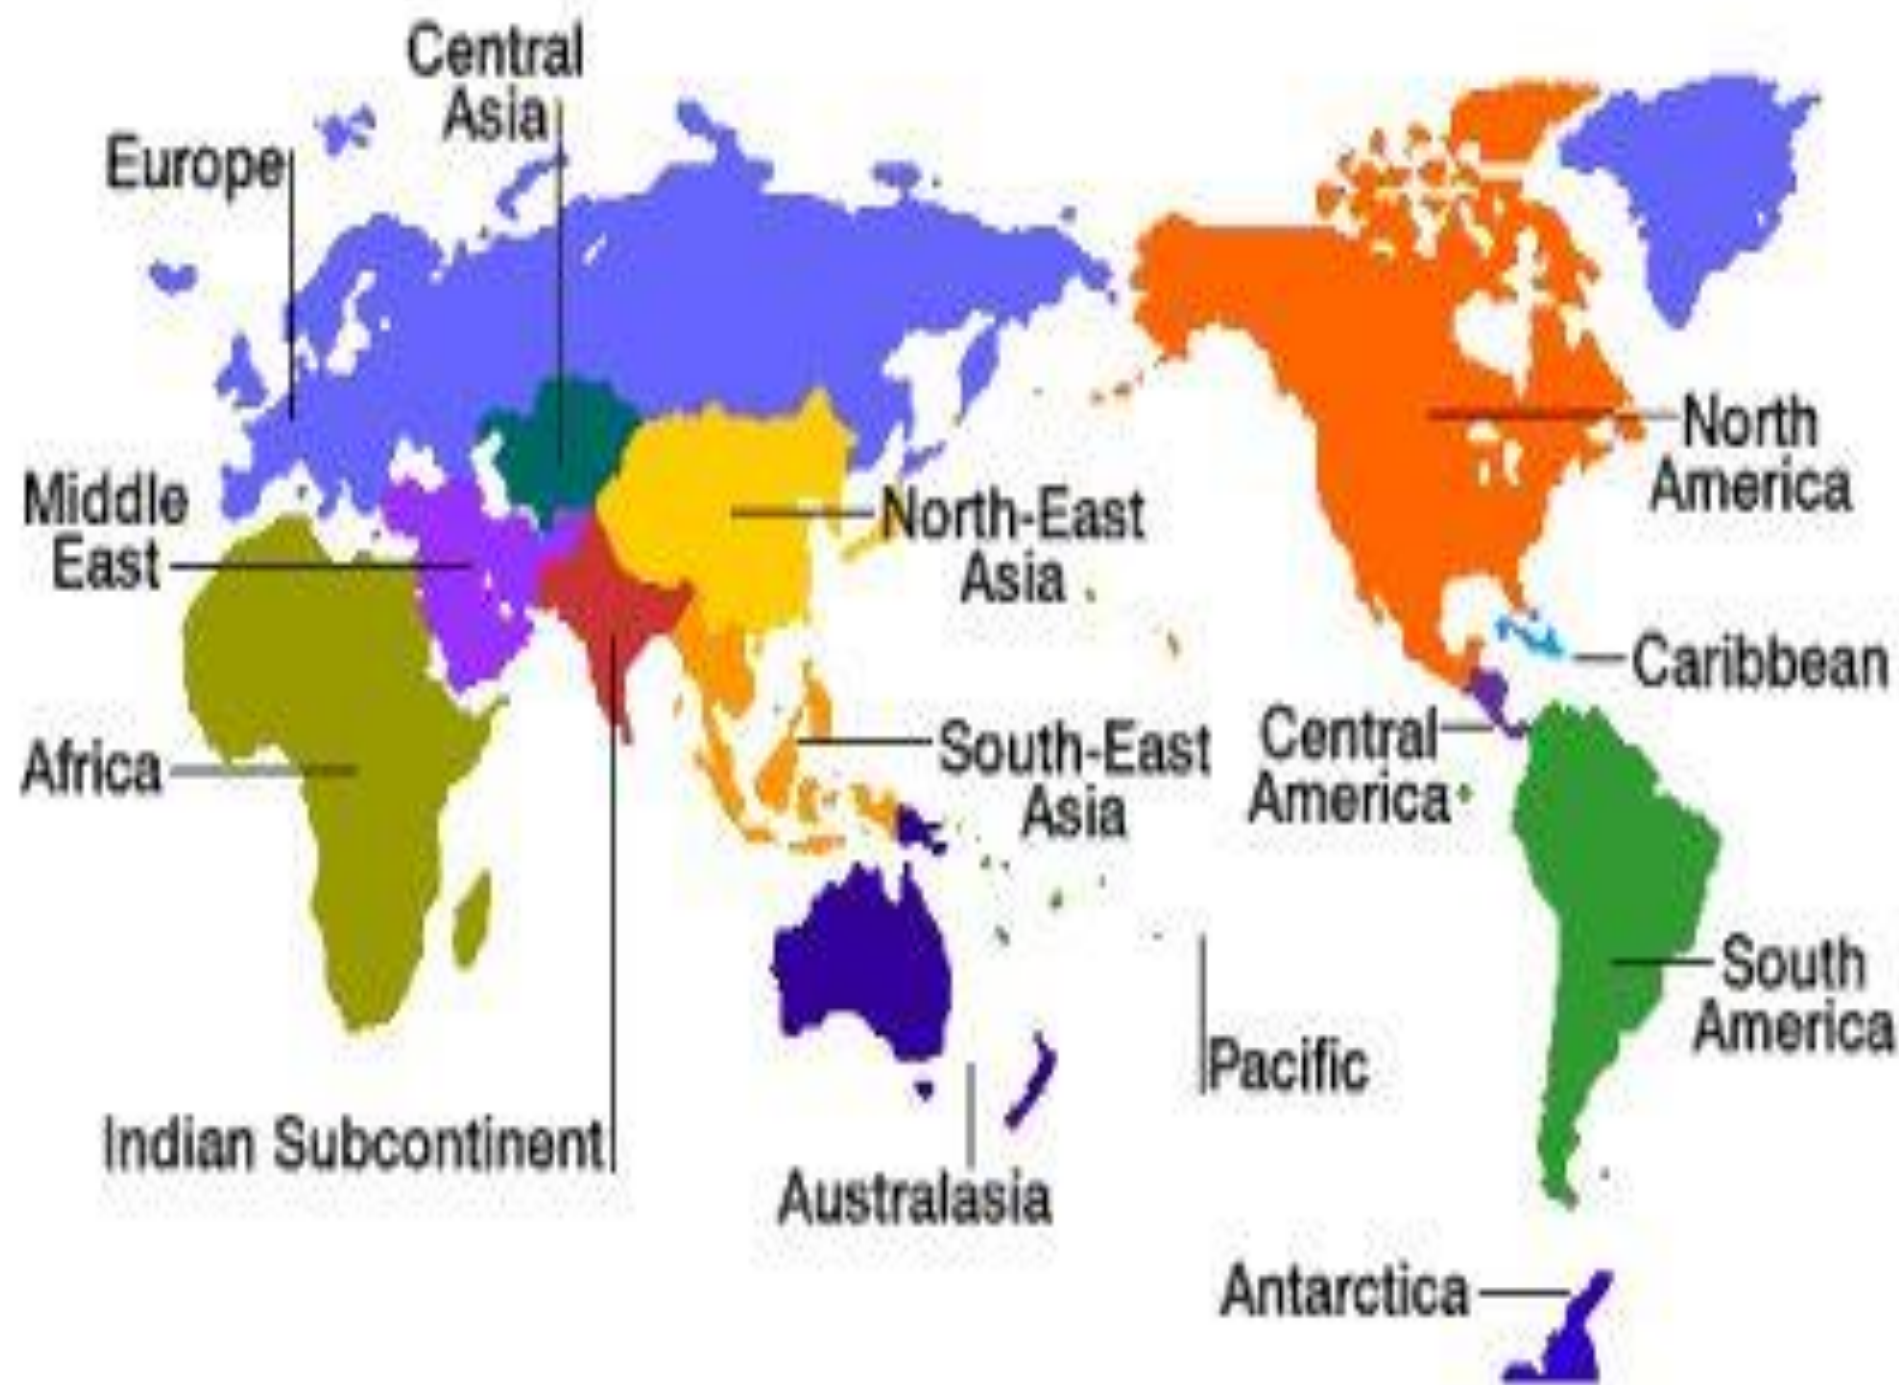 Central
Asia
Europe
Middle
East
North
America
North-East
Asia
Caribbean
Central
America
South-East
Asia
Africa
South
America
Pacific
Indian Subcontinent
Australasia
Antarctica